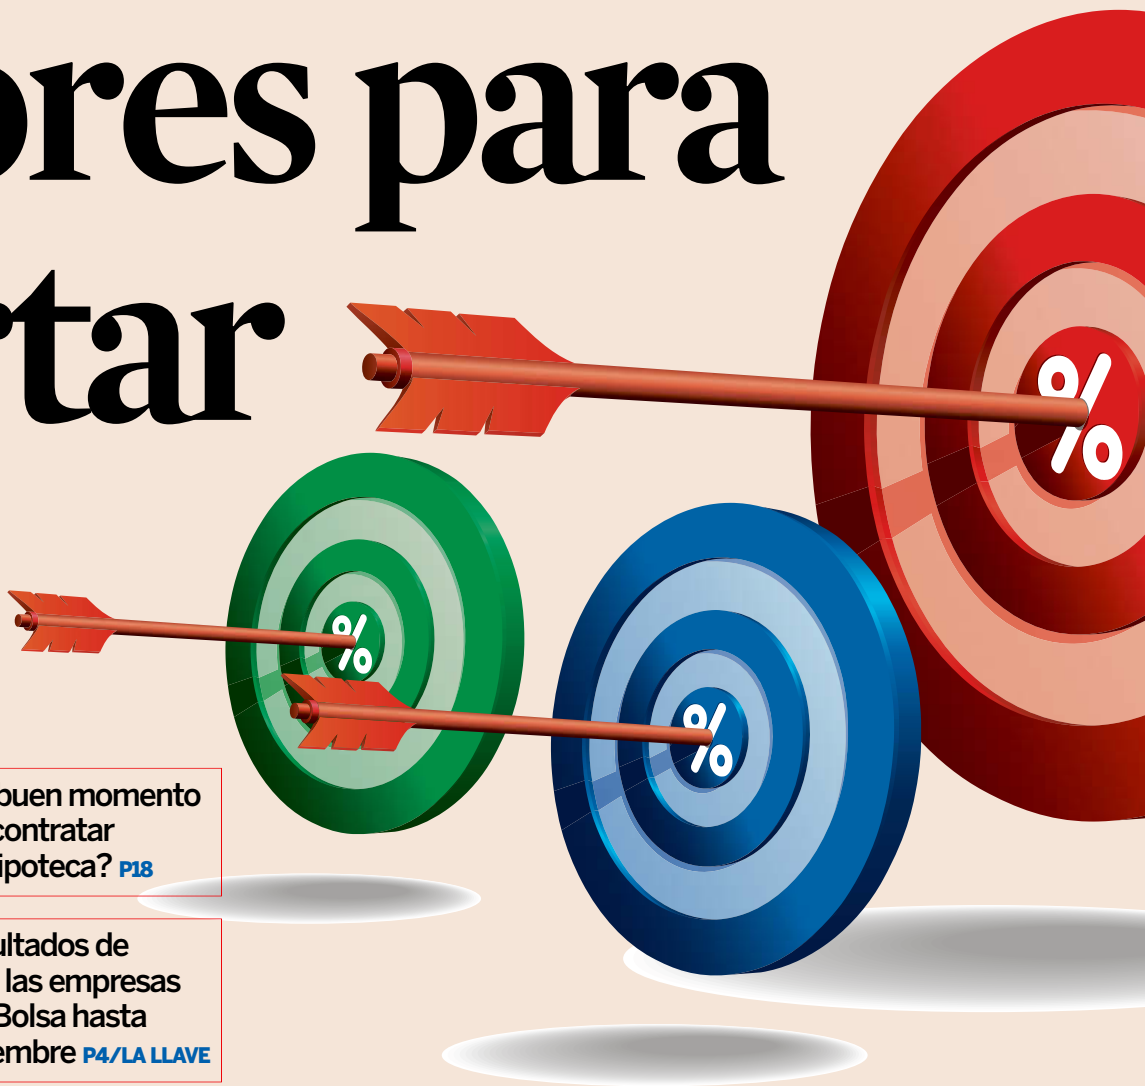 ores para
rtar
%
%
%
buen momento
contratar
ipoteca? P18
ultados de
las empresas
Bolsa hasta
embre P4/LA LLAVE